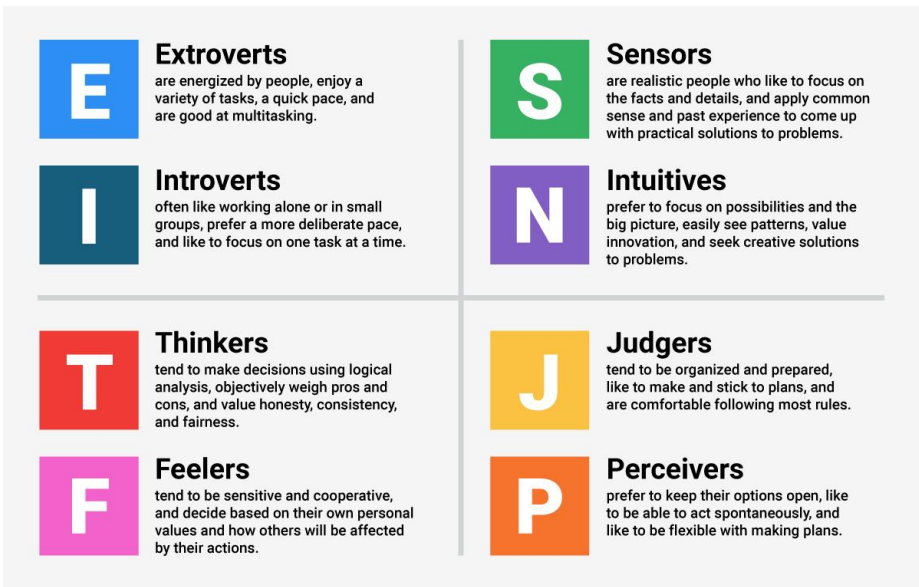 E
Extroverts
are energized by people, enjoy a
variety of tasks, a quick pace, and
are good at multitasking.
I
Introverts
often like working alone or in small
groups, prefer a more deliberate pace,
and like to focus on one task at a time.
S
Sensors
are realistic people who like to focus on
the facts and details, and apply common
sense and past experience to come up
with practical solutions to problems.
N
Intuitives
prefer to focus on possibilities and the
big picture, easily see patterns, value
innovation, and seek creative solutions
to problems.
T
Thinkers
tend to make decisions using logical
analysis, objectively weigh pros and
cons, and value honesty, consistency,
and fairness.
F
Feelers
tend to be sensitive and cooperative,
and decide based on their own personal
values and how others will be affected
by their actions.
J
Judgers
tend to be organized and prepared,
like to make and stick to plans, and
are comfortable following most rules.
P
Perceivers
prefer to keep their options open, like
to be able to act spontaneously, and
like to be flexible with making plans.